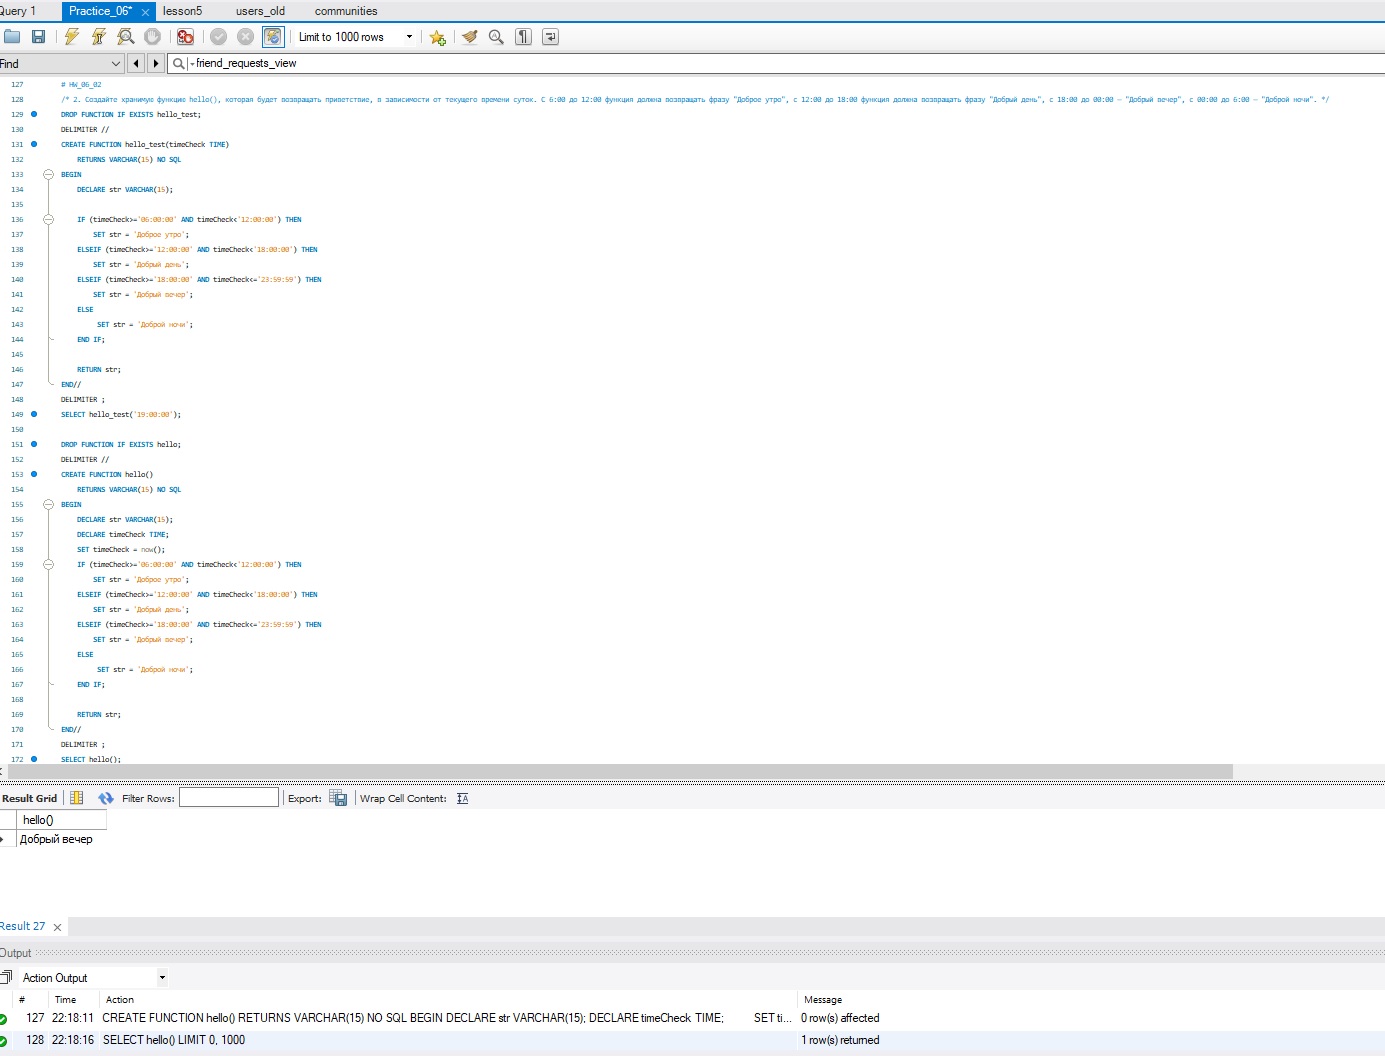 Query 1 Practice_06* lesson5 users_old communities
Limit to 1000 rows
Find friend_requests_view
127 # HW_06_02
128 /* 2. Создайте хранимую функцию hello(), которая будет возвращать приветствие, в зависимости от текущего времени суток. С 6:00 до 12:00 функция должна возвращать фразу "Доброе утро", с 12:00 до 18:00 функция должна возвращать фразу "Добрый день", с 18:00 до 00:00 — "Добрый вечер", с 00:00 до 6:00 — "Доброй ночи". */
129 DROP FUNCTION IF EXISTS hello_test;
130 DELIMITER //
131 CREATE FUNCTION hello_test(timeCheck TIME)
132 RETURNS VARCHAR(15) NO SQL
133 BEGIN
134 DECLARE str VARCHAR(15);
135
136 IF (timeCheck>='06:00:00' AND timeCheck<'12:00:00') THEN
137 SET str = 'Доброе утро';
138 ELSEIF (timeCheck>='12:00:00' AND timeCheck<'18:00:00') THEN
139 SET str = 'Добрый день';
140 ELSEIF (timeCheck>='18:00:00' AND timeCheck<='23:59:59') THEN
141 SET str = 'Добрый вечер';
142 ELSE
143 SET str = 'Доброй ночи';
144 END IF;
145
146 RETURN str;
147 END//
148 DELIMITER ;
149 SELECT hello_test('19:00:00');
150
151 DROP FUNCTION IF EXISTS hello;
152 DELIMITER //
153 CREATE FUNCTION hello()
154 RETURNS VARCHAR(15) NO SQL
155 BEGIN
156 DECLARE str VARCHAR(15);
157 DECLARE timeCheck TIME;
158 SET timeCheck = now();
159 IF (timeCheck>='06:00:00' AND timeCheck<'12:00:00') THEN
160 SET str = 'Доброе утро';
161 ELSEIF (timeCheck>='12:00:00' AND timeCheck<'18:00:00') THEN
162 SET str = 'Добрый день';
163 ELSEIF (timeCheck>='18:00:00' AND timeCheck<='23:59:59') THEN
164 SET str = 'Добрый вечер';
165 ELSE
166 SET str = 'Доброй ночи';
167 END IF;
168
169 RETURN str;
170 END//
171 DELIMITER ;
172 SELECT hello();
Result Grid Filter Rows: Export: Wrap Cell Content:
hello()
Добрый вечер
Result 27
Output
Action Output
# Time Action Message
127 22:18:11 CREATE FUNCTION hello() RETURNS VARCHAR(15) NO SQL BEGIN DECLARE str VARCHAR(15); DECLARE timeCheck TIME; SET ti... 0 row(s) affected
128 22:18:16 SELECT hello() LIMIT 0, 1000 1 row(s) returned